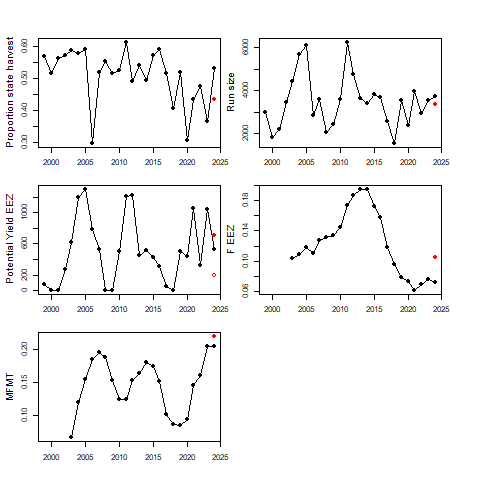 Proportion state harvest
0.30 0.40 0.50 0.60
2000 2005 2010 2015 2020 2025
Run size
2000 4000 6000
2000 2005 2010 2015 2020 2025
Potential Yield EEZ
0 200 600 1000
2000 2005 2010 2015 2020 2025
F EEZ
0.06 0.10 0.14 0.18
2000 2005 2010 2015 2020 2025
MFMT
0.10 0.15 0.20
2000 2005 2010 2015 2020 2025